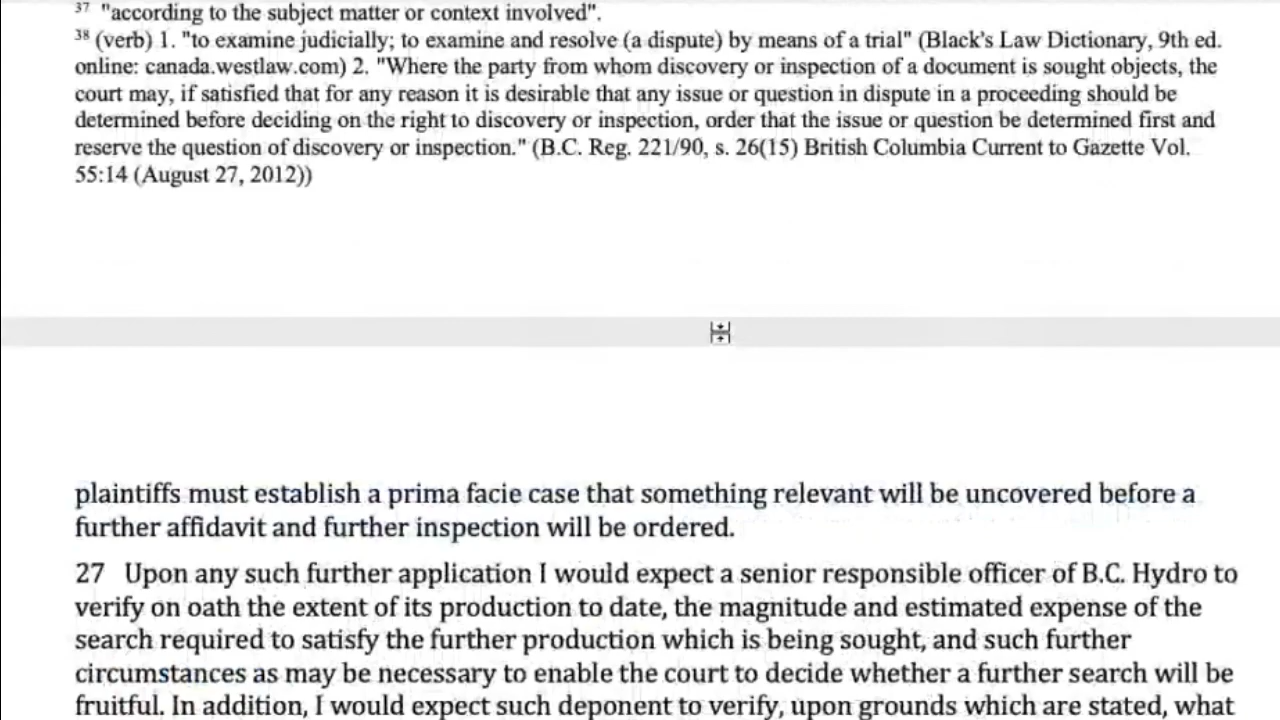 37 "according to the subject matter or context involved".
38 (verb) 1. "to examine judicially; to examine and resolve (a dispute) by means of a trial" (Black's Law Dictionary, 9th ed.
online: canada.westlaw.com) 2. "Where the party from whom discovery or inspection of a document is sought objects, the
court may, if satisfied that for any reason it is desirable that any issue or question in dispute in a proceeding should be
determined before deciding on the right to discovery or inspection, order that the issue or question be determined first and
reserve the question of discovery or inspection." (B.C. Reg. 221/90, s. 26(15) British Columbia Current to Gazette Vol.
55:14 (August 27, 2012))
plaintiffs must establish a prima facie case that something relevant will be uncovered before a
further affidavit and further inspection will be ordered.
27 Upon any such further application I would expect a senior responsible officer of B.C. Hydro to
verify on oath the extent of its production to date, the magnitude and estimated expense of the
search required to satisfy the further production which is being sought, and such further
circumstances as may be necessary to enable the court to decide whether a further search will be
fruitful. In addition, I would expect such deponent to verify, upon grounds which are stated, what